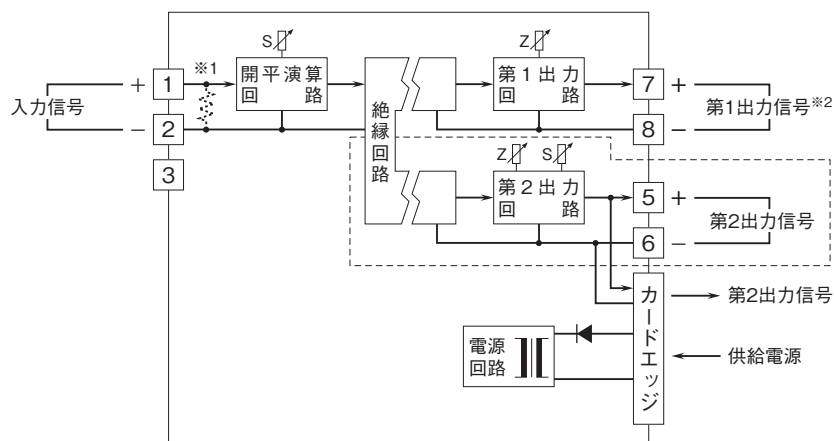 S
Z
※1
1
+
開平演算
回 路
第1出力
回 路
7
+
入力信号
第1出力信号※2
絶縁回路
2
−
8
−
3
Z
S
第2出力
回 路
5
+
第2出力信号
6
−
カードエッジ
第2出力信号
電源
回路
供給電源